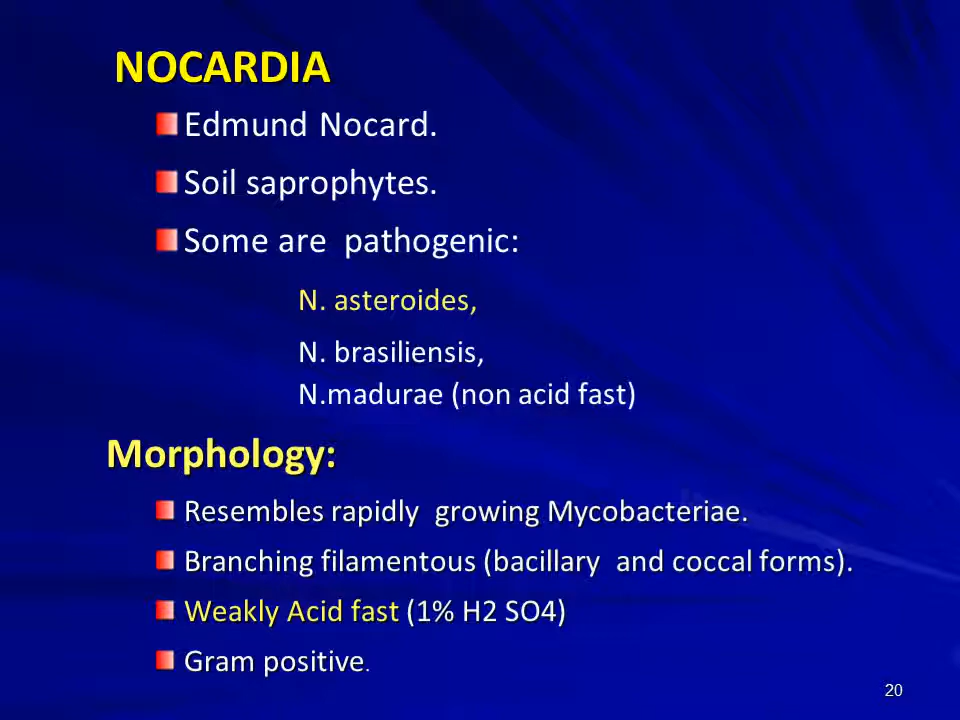 NOCARDIA
Edmund Nocard.
Soil saprophytes.
Some are pathogenic:
N. asteroides,
N. brasiliensis,
N.madurae (non acid fast)
Morphology:
Resembles rapidly growing Mycobacteriae.
Branching filamentous (bacillary and coccal forms).
Weakly Acid fast (1% H2 SO4)
Gram positive.
20